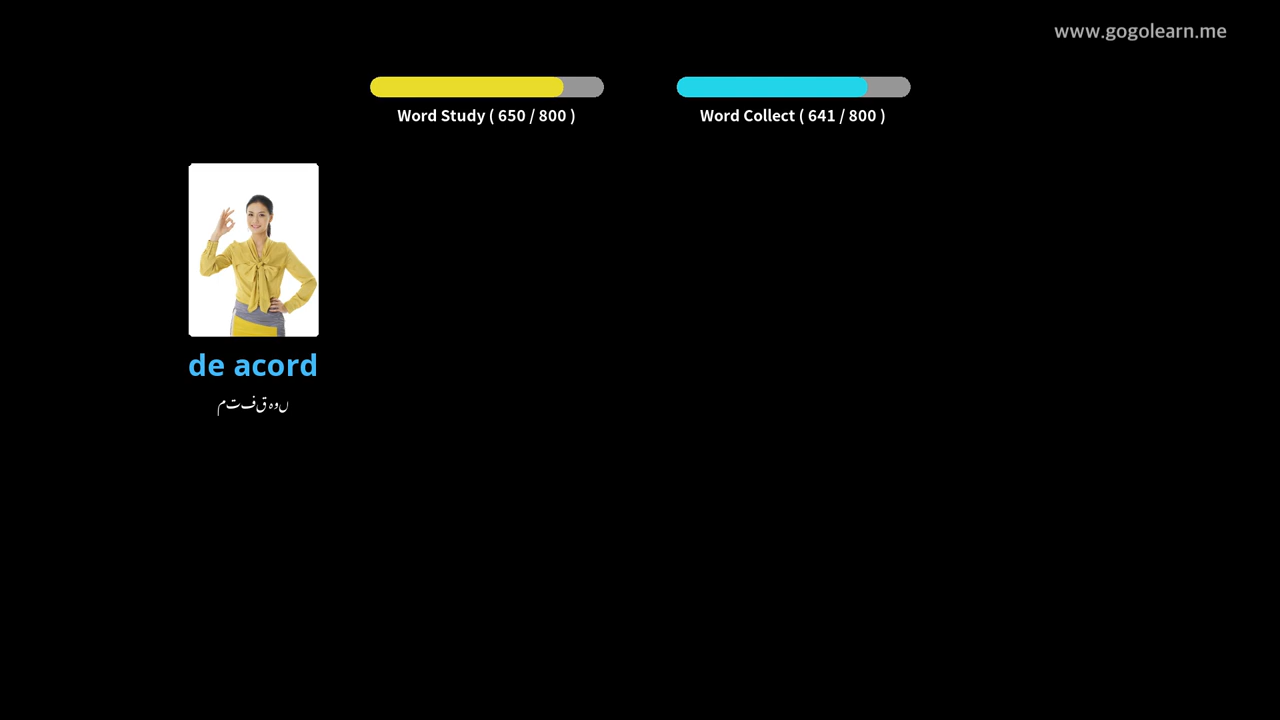 www.gogolearn.me
Word Study ( 650 / 800 )
Word Collect ( 641 / 800 )
de acord
متفق ہوں